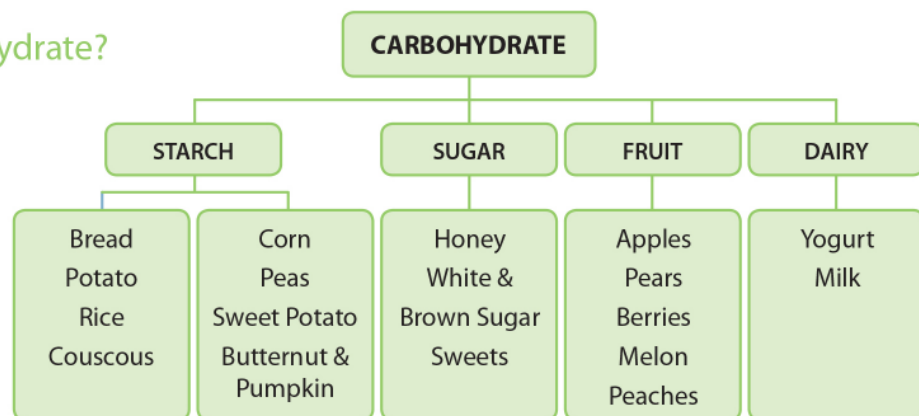 ydrate?
CARBOHYDRATE
STARCH
SUGAR
FRUIT
DAIRY
Bread
Potato
Rice
Couscous
Corn
Peas
Sweet Potato
Butternut &
Pumpkin
Honey
White &
Brown Sugar
Sweets
Apples
Pears
Berries
Melon
Peaches
Yogurt
Milk